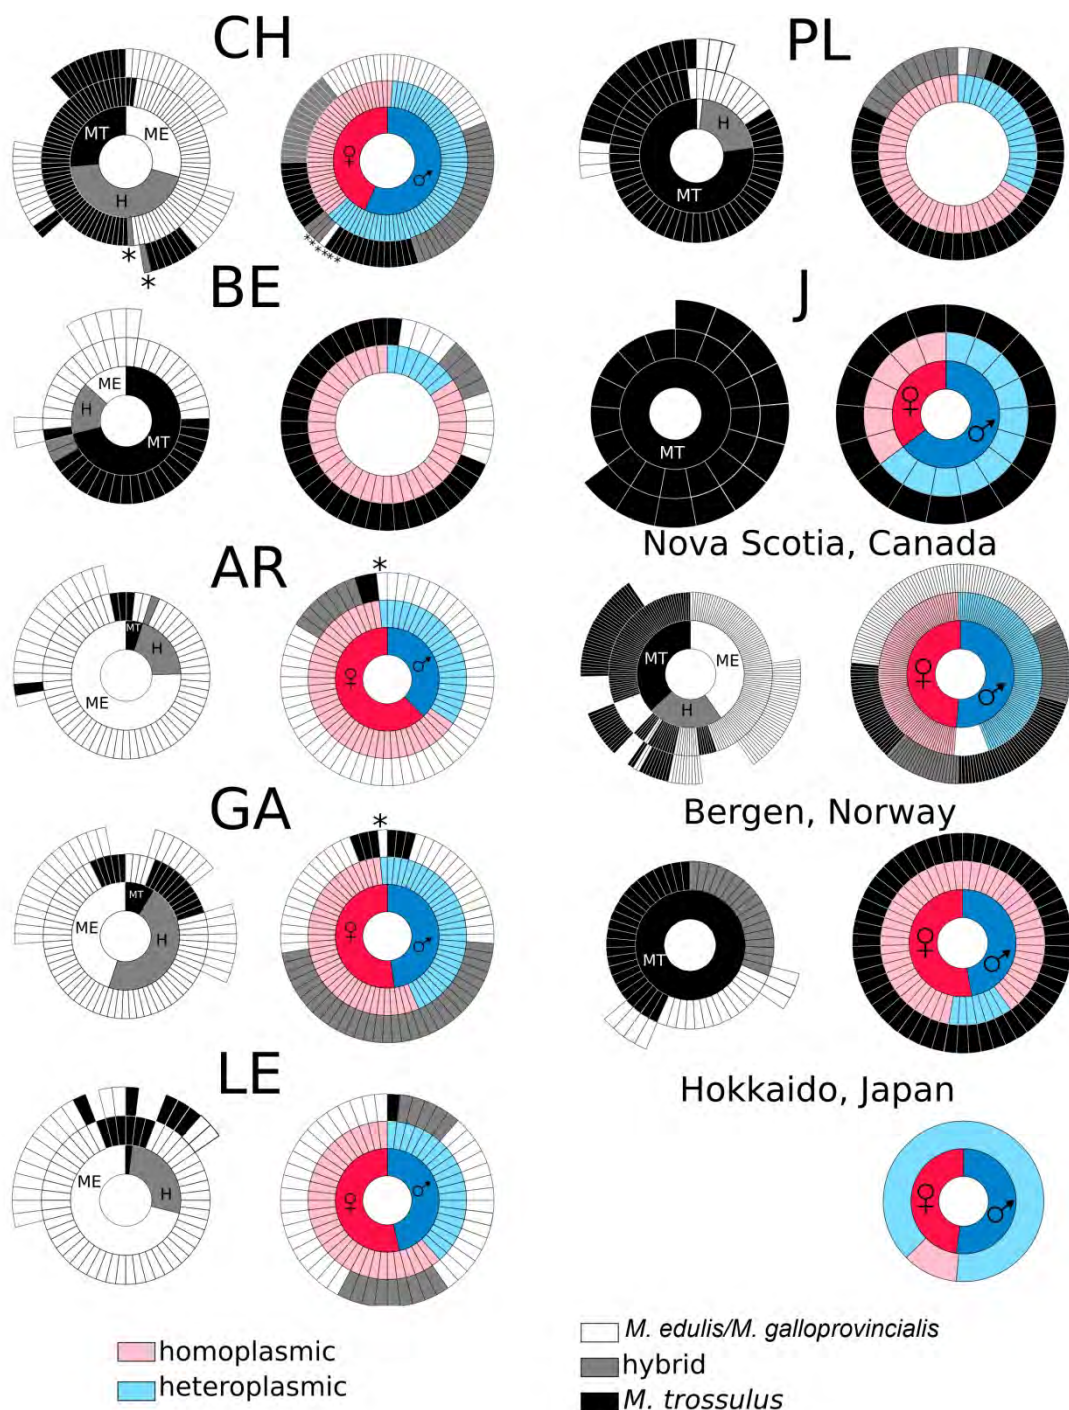 CH
PL
MT
ME
H
♀
♂
H
MT
*
*
******
BE
J
ME
H
MT
MT
♀
♂
Nova Scotia, Canada
AR
*
MT
H
ME
♀
♂
MT
ME
H
♀
♂
GA
*
Bergen, Norway
MT
ME
H
♀
♂
MT
♀
♂
LE
Hokkaido, Japan
ME
H
♀
♂
♀
♂
homoplasmic
heteroplasmic
M. edulis/M. galloprovincialis
hybrid
M. trossulus